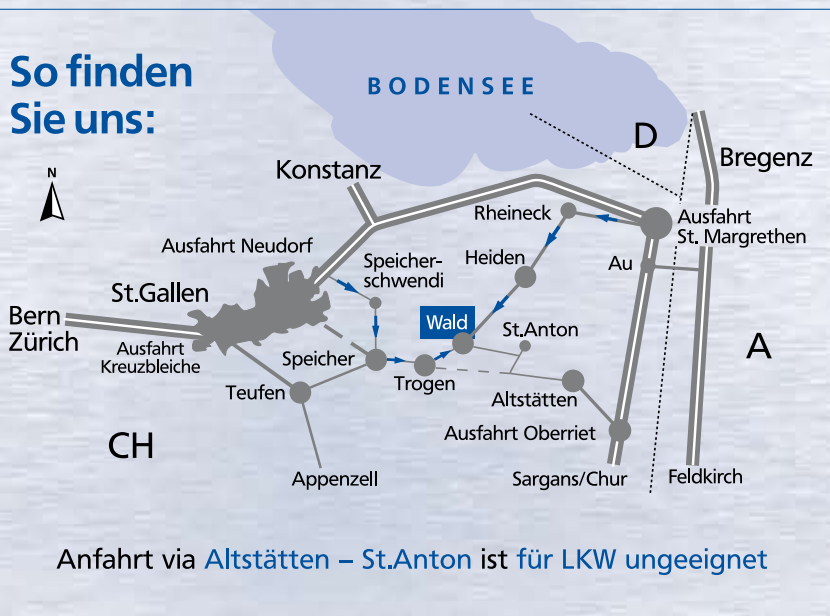 So finden
Sie uns:
BODENSEE
D
Bregenz
N
Konstanz
Rheineck
Ausfahrt
St. Margrethen
Ausfahrt Neudorf
Speicher-
schwendi
Heiden
Au
St.Gallen
Bern
Zürich
Wald
St.Anton
A
Ausfahrt
Kreuzbleiche
Speicher
Trogen
Teufen
Altstätten
Ausfahrt Oberriet
CH
Appenzell
Sargans/Chur
Feldkirch
Anfahrt via Altstätten – St.Anton ist für LKW ungeeignet